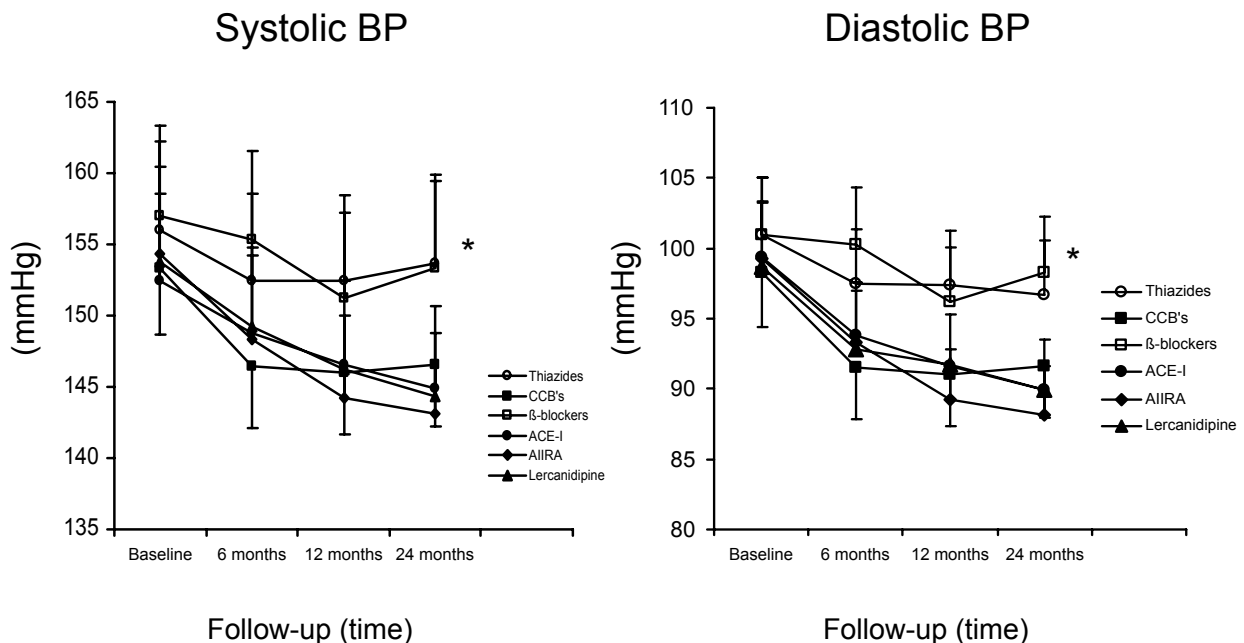 Systolic BP
165
160
155
150
145
140
135
(mmHg)
*
Thiazides
CCB's
ß-blockers
ACE-I
AIIRA
Lercanidipine
Baseline 6 months 12 months 24 months
Follow-up (time)
Diastolic BP
110
105
100
95
90
85
80
(mmHg)
*
Thiazides
CCB's
ß-blockers
ACE-I
AIIRA
Lercanidipine
Baseline 6 months 12 months 24 months
Follow-up (time)